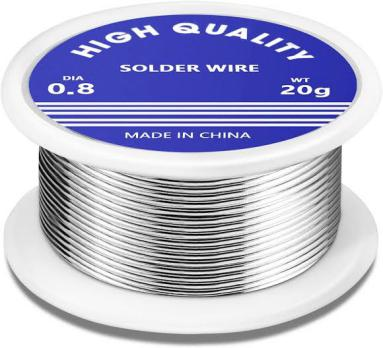 HIGH QUALITY
SOLDER WIRE
DIA
0.8
WT
20g
MADE IN CHINA